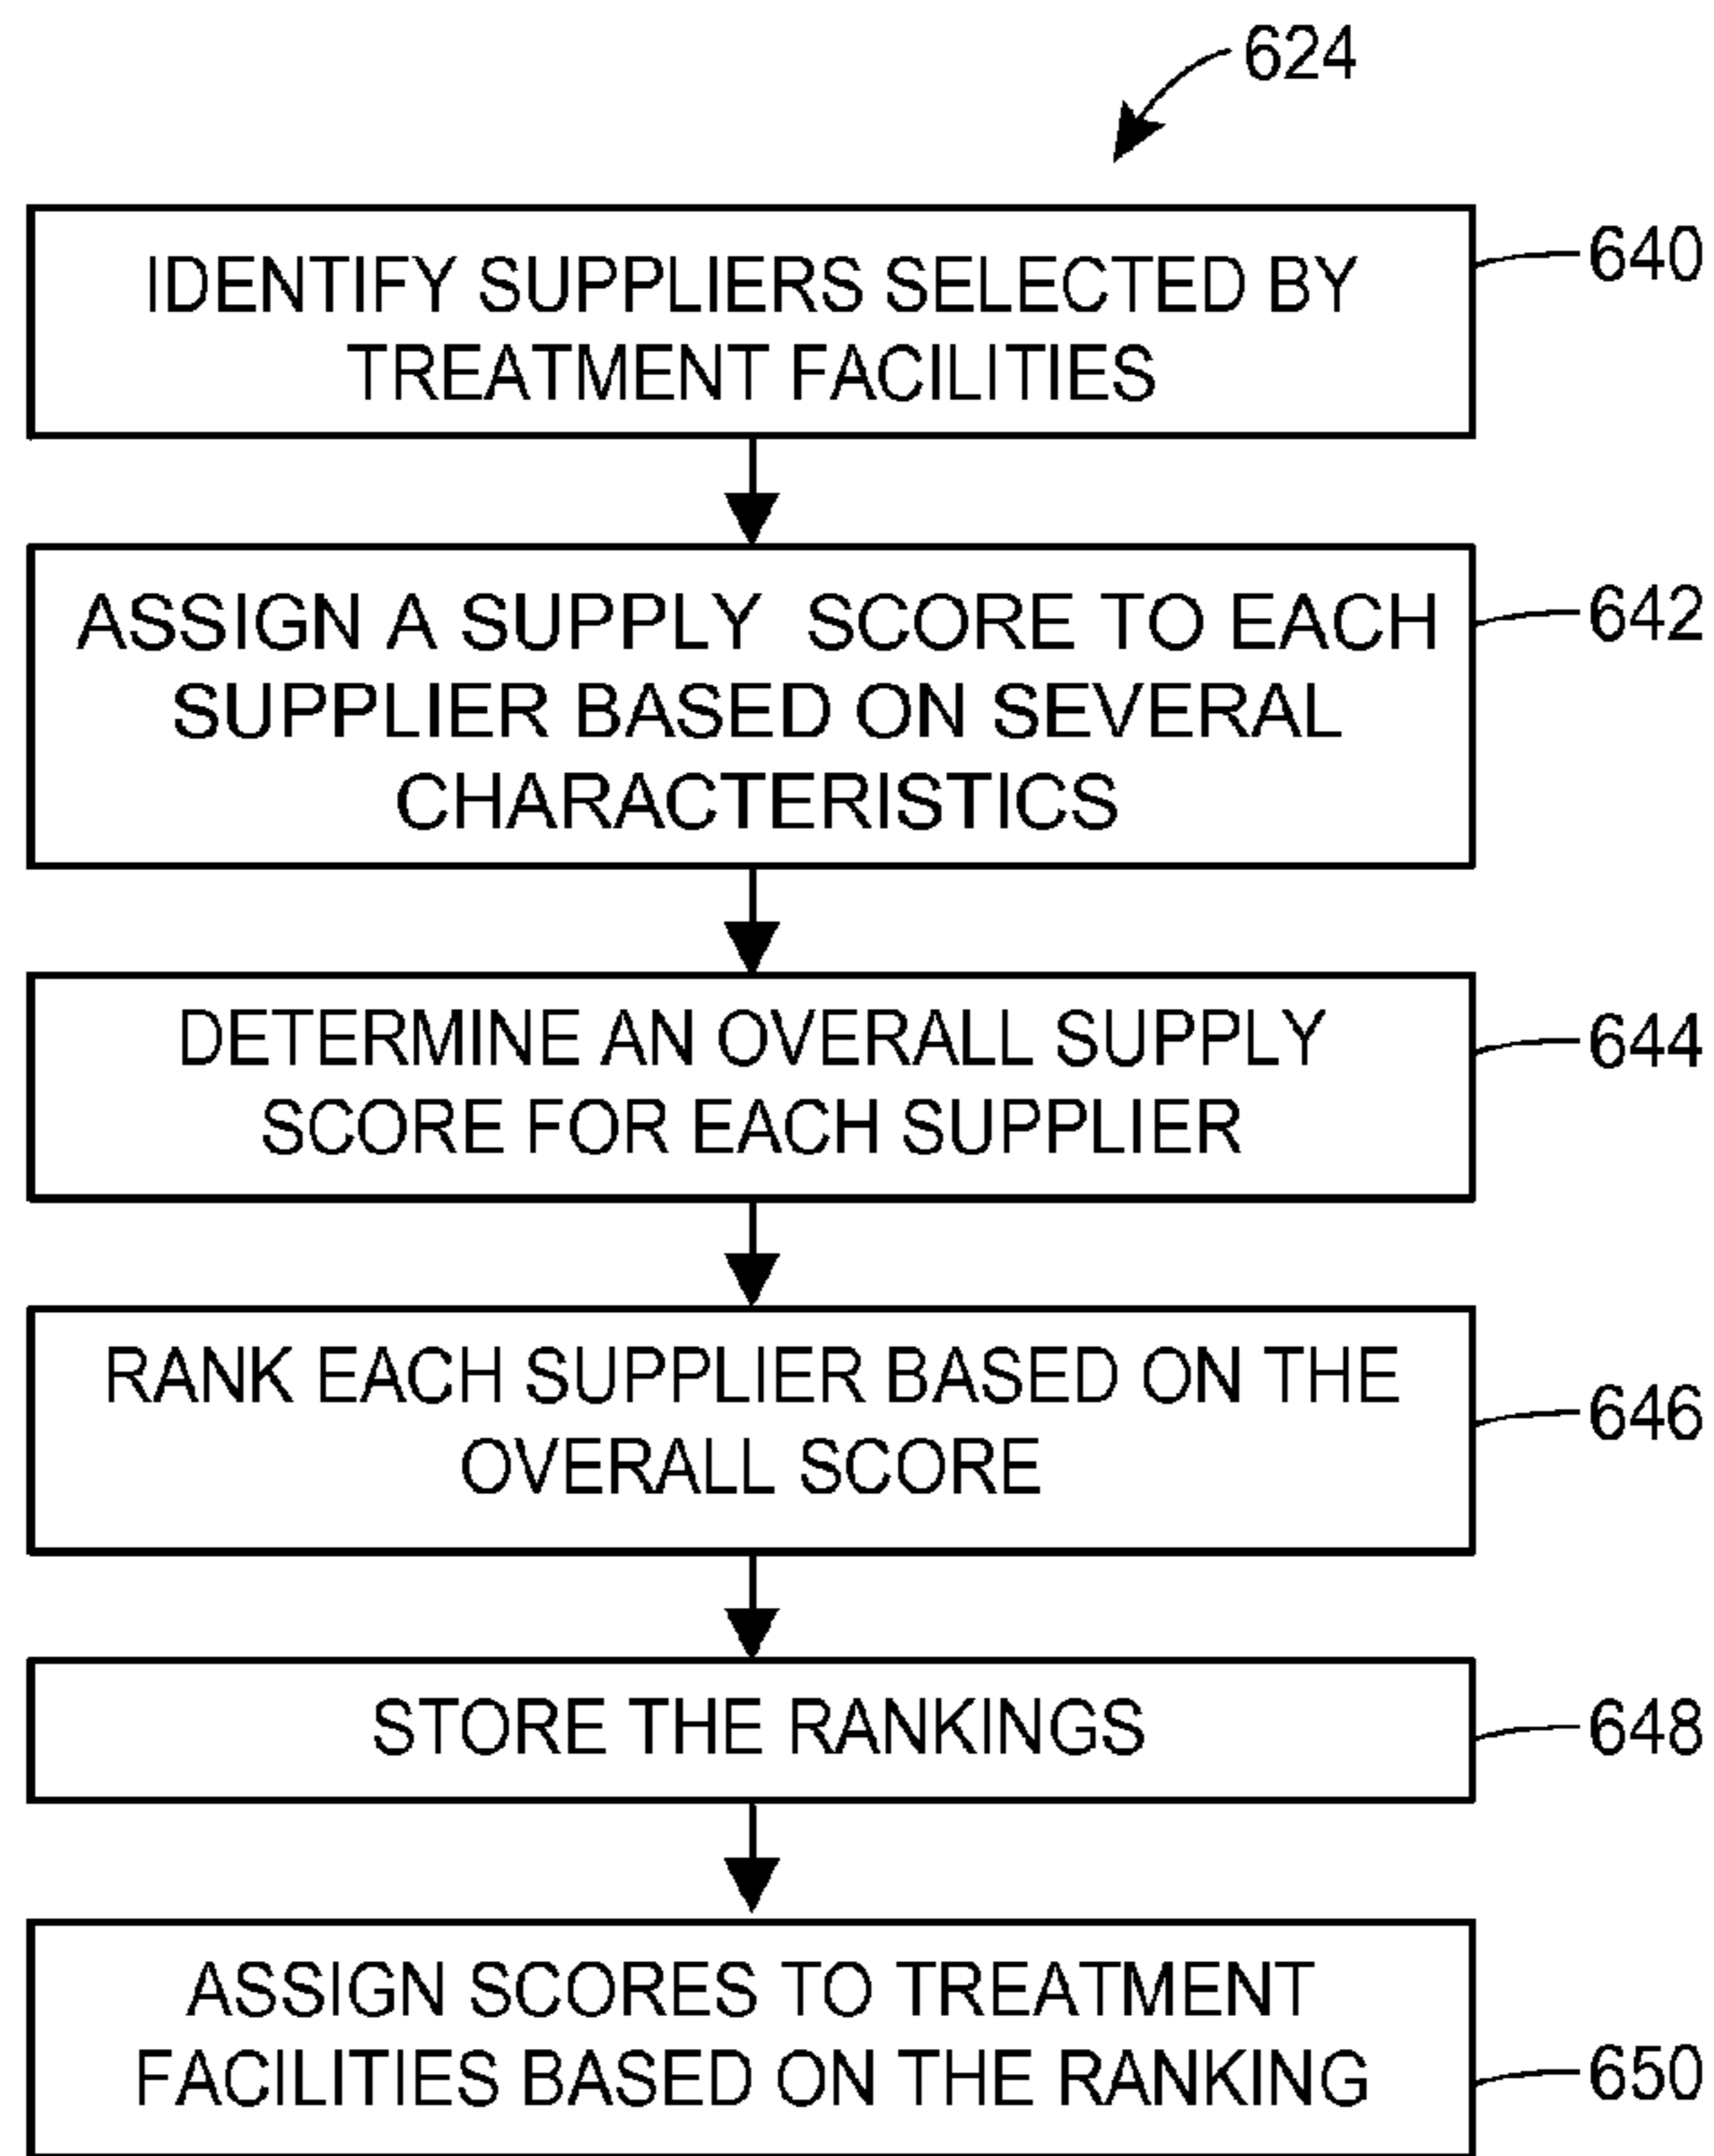 624
IDENTIFY SUPPLIERS SELECTED BY
TREATMENT FACILITIES
640
ASSIGN A SUPPLY SCORE TO EACH
SUPPLIER BASED ON SEVERAL
CHARACTERISTICS
642
DETERMINE AN OVERALL SUPPLY
SCORE FOR EACH SUPPLIER
644
RANK EACH SUPPLIER BASED ON THE
OVERALL SCORE
646
STORE THE RANKINGS
648
ASSIGN SCORES TO TREATMENT
FACILITIES BASED ON THE RANKING
650